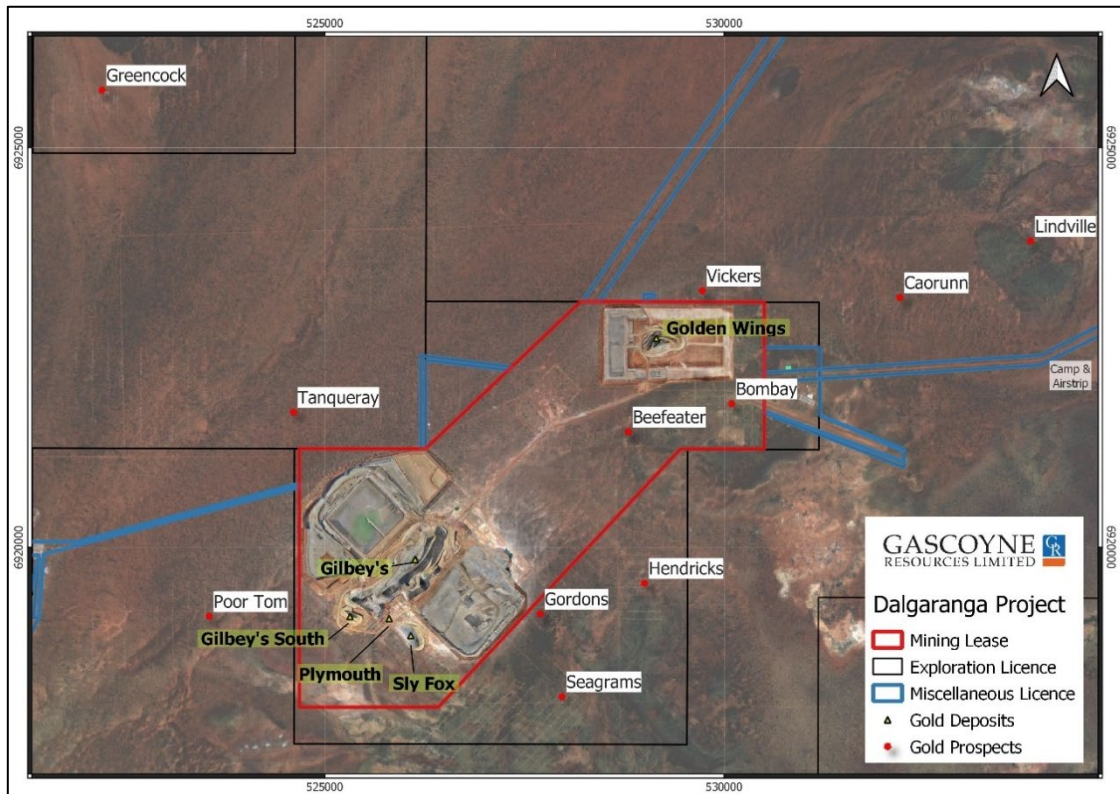 525000
530000
Greencock
6925000
6925000
Lindville
Vickers
Caorunn
Golden Wings
Camp &
Airstrip
Tanqueray
Bombay
Beefeater
6920000
6920000
Gilbey's
Hendricks
Poor Tom
Gordons
Gilbey's South
Plymouth
Sly Fox
Seagrams
GASCOYNE
RESOURCES LIMITED
GR
Dalgaranga Project
Mining Lease
Exploration Licence
Miscellaneous Licence
Gold Deposits
Gold Prospects
525000
530000